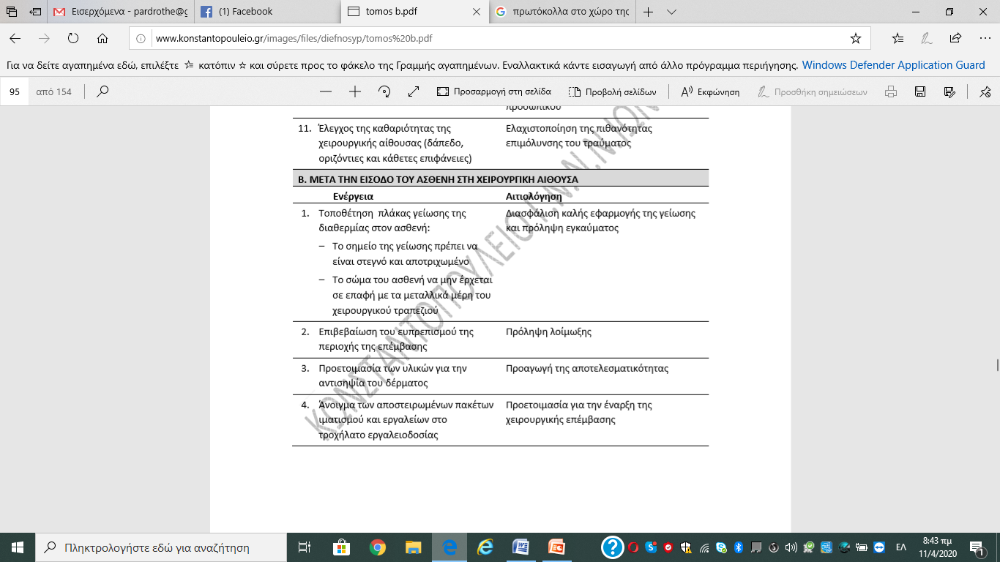 Εισερχόμενα - pardrothe@g
(1) Facebook
tomos b.pdf
πρωτόκολλα στο χώρο της
www.konstantopouleio.gr/images/files/diefnosyp/tomos%20b.pdf
Για να δείτε αγαπημένα εδώ, επιλέξτε κατόπιν και σύρετε προς το φάκελο της Γραμμής αγαπημένων. Εναλλακτικά κάντε εισαγωγή από άλλο πρόγραμμα περιήγησης. Windows Defender Application Guard
95 από 154
Προσαρμογή στη σελίδα
Προβολή σελίδων
Εκφώνηση
Προσθήκη σημειώσεων
προσωπικού
11. Έλεγχος της καθαριότητας της
χειρουργικής αίθουσας (δάπεδο,
οριζόντιες και κάθετες επιφάνειες)
Ελαχιστοποίηση της πιθανότητας
επιμόλυνσης του τραύματος
Β. ΜΕΤΑ ΤΗΝ ΕΙΣΟΔΟ ΤΟΥ ΑΣΘΕΝΗ ΣΤΗ ΧΕΙΡΟΥΡΓΙΚΗ ΑΙΘΟΥΣΑ
Ενέργεια
Αιτιολόγηση
1. Τοποθέτηση πλάκας γείωσης της
διαθερμίας στον ασθενή:
– Το σημείο της γείωσης πρέπει να
είναι στεγνό και αποτριχωμένο
– Το σώμα του ασθενή να μην έρχεται
σε επαφή με τα μεταλλικά μέρη του
χειρουργικού τραπεζιού
Διασφάλιση καλής εφαρμογής της γείωσης
και πρόληψη εγκαύματος
2. Επιβεβαίωση του ευπρεπισμού της
περιοχής της επέμβασης
Πρόληψη λοίμωξης
3. Προετοιμασία των υλικών για την
αντισηψία του δέρματος
Προαγωγή της αποτελεσματικότητας
4. Άνοιγμα των αποστειρωμένων πακέτων
ιματισμού και εργαλείων στο
τροχήλατο εργαλειοδοσίας
Προετοιμασία για την έναρξη της
χειρουργικής επέμβασης
ΚΩΝΣΤΑΝΤΟΠΟΥΛΕΙΟ Ν.Ν.ΙΩΝ
Πληκτρολογήστε εδώ για αναζήτηση
ΕΛ
8:43 πμ
11/4/2020
1